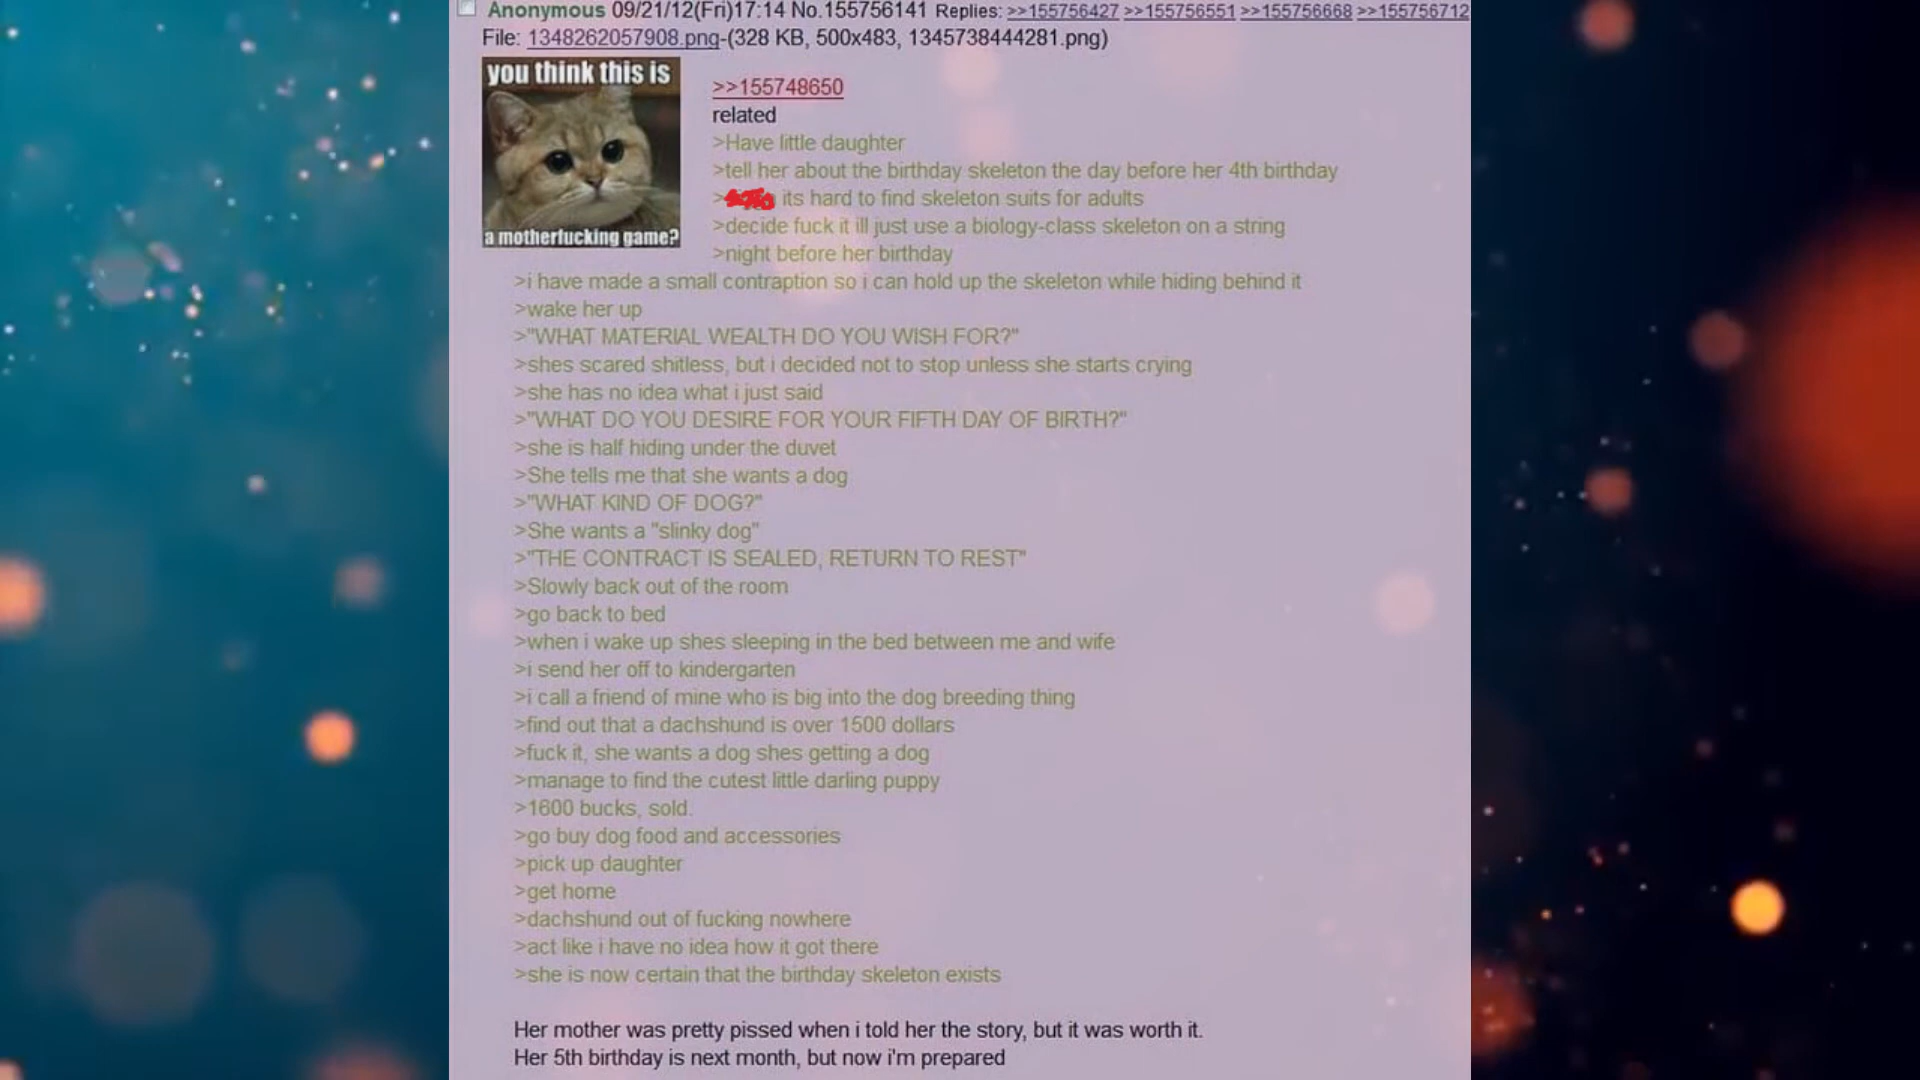 Anonymous 09/21/12(Fri)17:14 No.155756141 Replies: >>155756427 >>155756551 >>155756668 >>155756712
File: 1348262057908.png-(328 KB, 500x483, 1345738444281.png)
you think this is
a motherfucking game?
>>155748650
related
>Have little daughter
>tell her about the birthday skeleton the day before her 4th birthday
> its hard to find skeleton suits for adults
>decide fuck it ill just use a biology-class skeleton on a string
>night before her birthday
>i have made a small contraption so i can hold up the skeleton while hiding behind it
>wake her up
>"WHAT MATERIAL WEALTH DO YOU WISH FOR?"
>shes scared shitless, but i decided not to stop unless she starts crying
>she has no idea what i just said
>"WHAT DO YOU DESIRE FOR YOUR FIFTH DAY OF BIRTH?"
>she is half hiding under the duvet
>She tells me that she wants a dog
>"WHAT KIND OF DOG?"
>She wants a "slinky dog"
>"THE CONTRACT IS SEALED, RETURN TO REST"
>Slowly back out of the room
>go back to bed
>when i wake up shes sleeping in the bed between me and wife
>i send her off to kindergarten
>i call a friend of mine who is big into the dog breeding thing
>find out that a dachshund is over 1500 dollars
>fuck it, she wants a dog shes getting a dog
>manage to find the cutest little darling puppy
>1600 bucks, sold.
>go buy dog food and accessories
>pick up daughter
>get home
>dachshund out of fucking nowhere
>act like i have no idea how it got there
>she is now certain that the birthday skeleton exists
Her mother was pretty pissed when i told her the story, but it was worth it.
Her 5th birthday is next month, but now i'm prepared